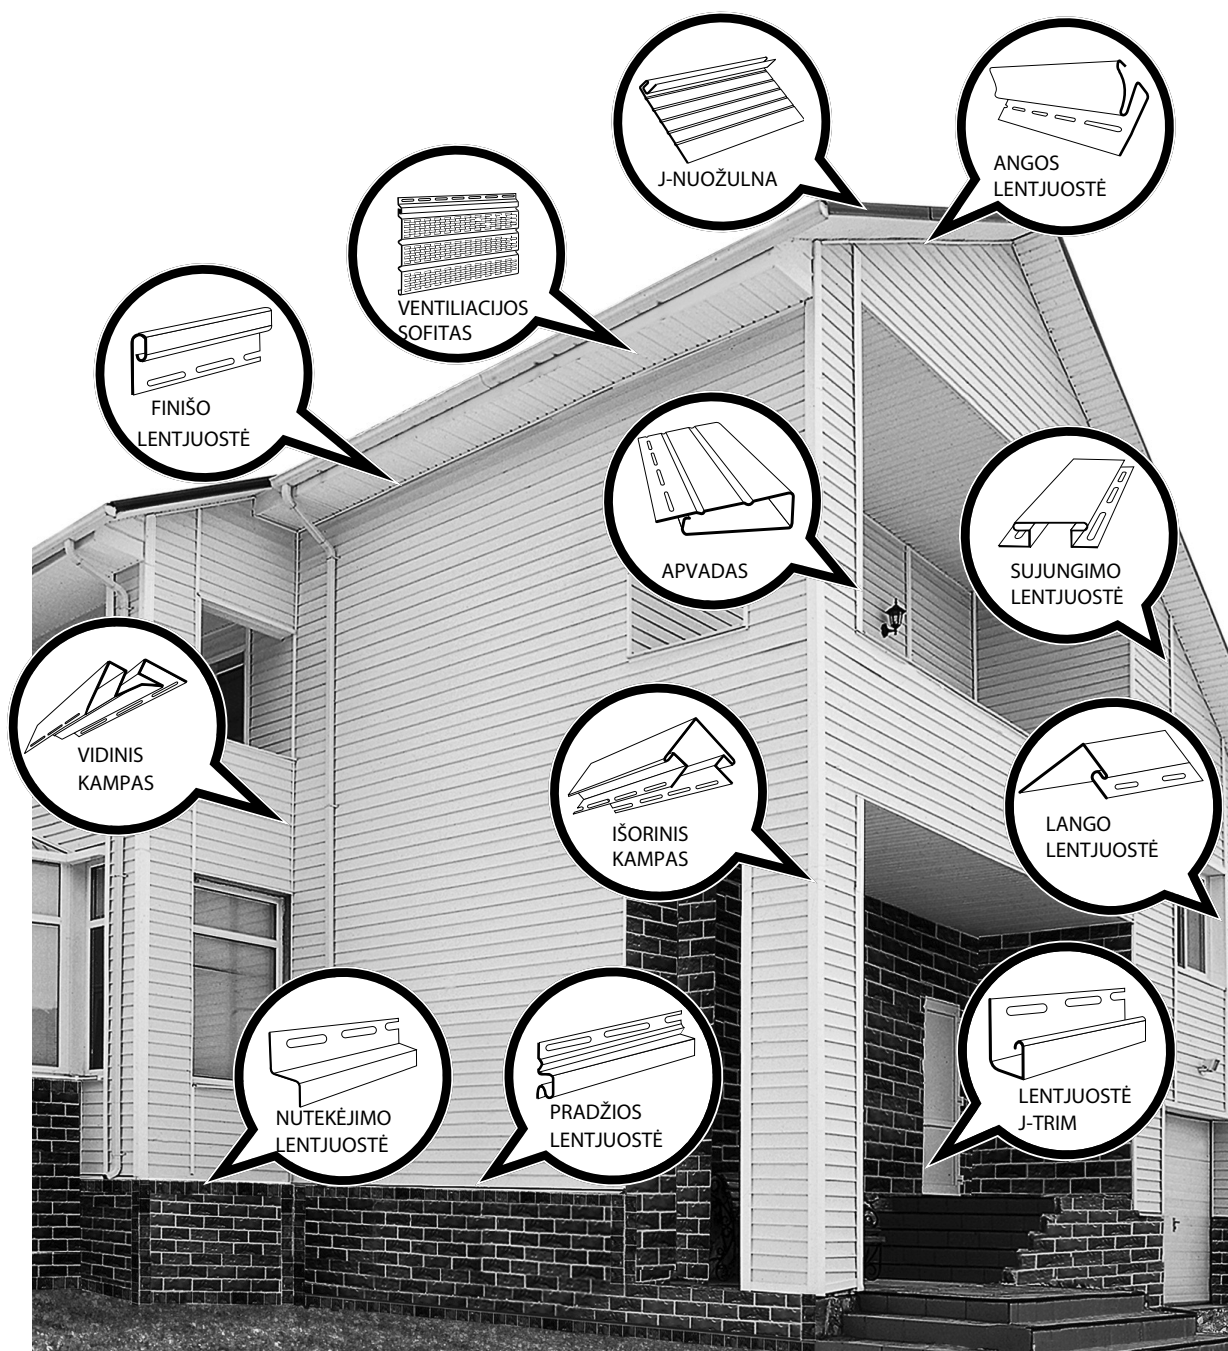 J-NUOŽULNA
ANGOS
LENTJUOSTĖ
VENTILIACIJOS
SOFITAS
FINIŠO
LENTJUOSTĖ
APVADAS
SUJUNGIMO
LENTJUOSTĖ
VIDINIS
KAMPAS
IŠORINIS
KAMPAS
LANGO
LENTJUOSTĖ
NUTEKĖJIMO
LENTJUOSTĖ
PRADŽIOS
LENTJUOSTĖ
LENTJUOSTĖ
J-TRIM